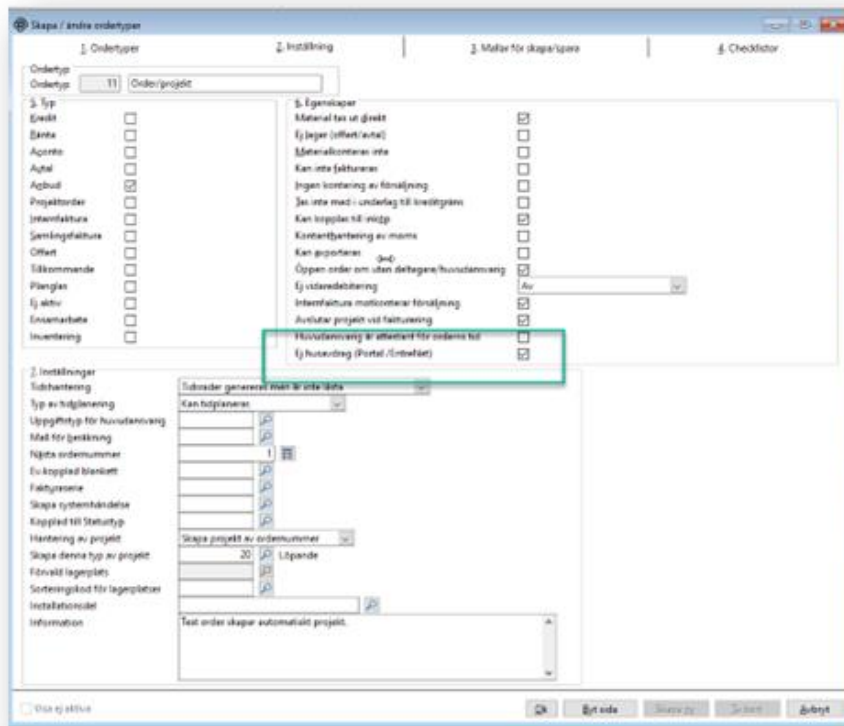 Skapa / ändra ordertyper
1. Ordertyper
2. Inställning
3. Mallar för skapa/spara
4. Checklistor
Ordertyp
Ordertyp 11 Order/projekt
5. Typ
Kredit
Ränta
Aconto
Avtal
Anbud
Projektorder
Internfaktura
Samlingsfaktura
Offert
Tillkommande
Planglas
Ej aktiv
Ensamarbete
Inventering
6. Egenskaper
Material tas ut direkt
Ej lager (offert/avtal)
Materialkonteras inte
Kan inte faktureras
Ingen kontering av försäljning
Tas inte med i underlag till kreditgräns
Kan kopplas till inköp
Kontanthantering av moms
Kan exporteras
Öppen order om utan deltagare/huvudansvarig
Ej vidaredebitering Av
Internfaktura motkonterar försäljning
Avslutar projekt vid fakturering
Huvudansvarig är attestant för orderns tid
Ej husavdrag (Portal /EntréNet)
7. Inställningar
Tidshantering Tidsrader genereras men är inte låsta
Typ av tidplanering Kan tidplaneras
Uppgiftstyp för huvudansvarig
Mall för beräkning
Nästa ordernummer 1
Ev kopplad blankett
Fakturaserie
Skapa systemhändelse
Kopplad till Statustyp
Hantering av projekt Skapa projekt av ordernummer
Skapa denna typ av projekt 20 Löpande
Förvald lagerplats
Sorteringskod för lagerplatser
Installationsdel
Information Test order skapar automatiskt projekt.
Visa ej aktiva
Ok
Byt sida
Skapa ny
Ta bort
Avbryt